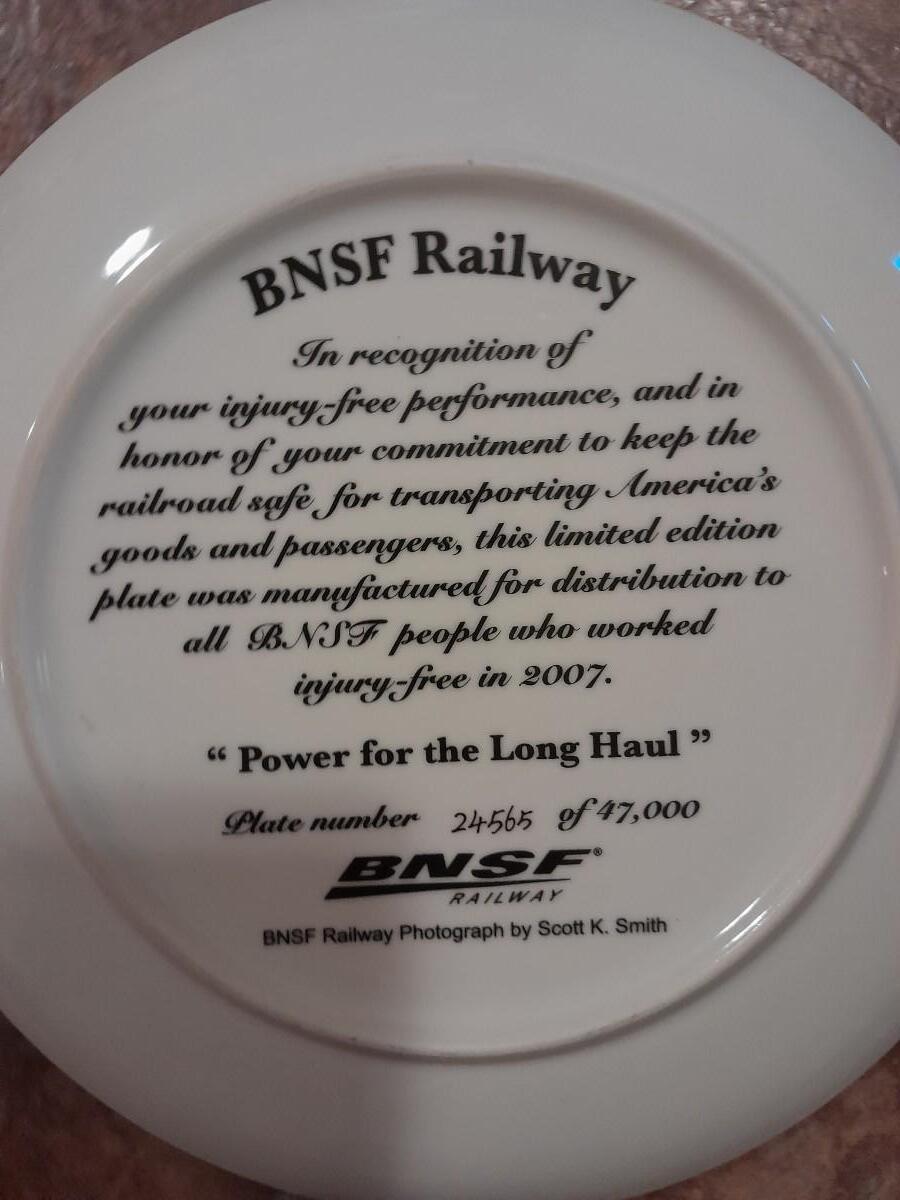 BNSF Railway
In recognition of
your injury-free performance, and in
honor of your commitment to keep the
railroad safe for transporting America's
goods and passengers, this limited edition
plate was manufactured for distribution to
all BNSF people who worked
injury-free in 2007.
“ Power for the Long Haul ”
Plate number 24565 of 47,000
BNSF®
RAILWAY
BNSF Railway Photograph by Scott K. Smith